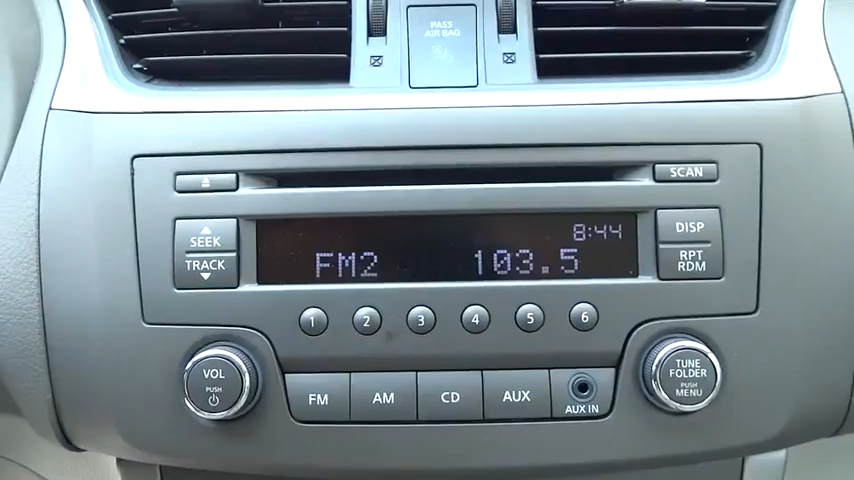 PASS
AIR BAG
SCAN
SEEK
TRACK
8:44
FM2 103.5
DISP
RPT
RDM
1 2 3 4 5 6
VOL
PUSH
FM AM CD AUX
AUX IN
TUNE
FOLDER
PUSH
MENU